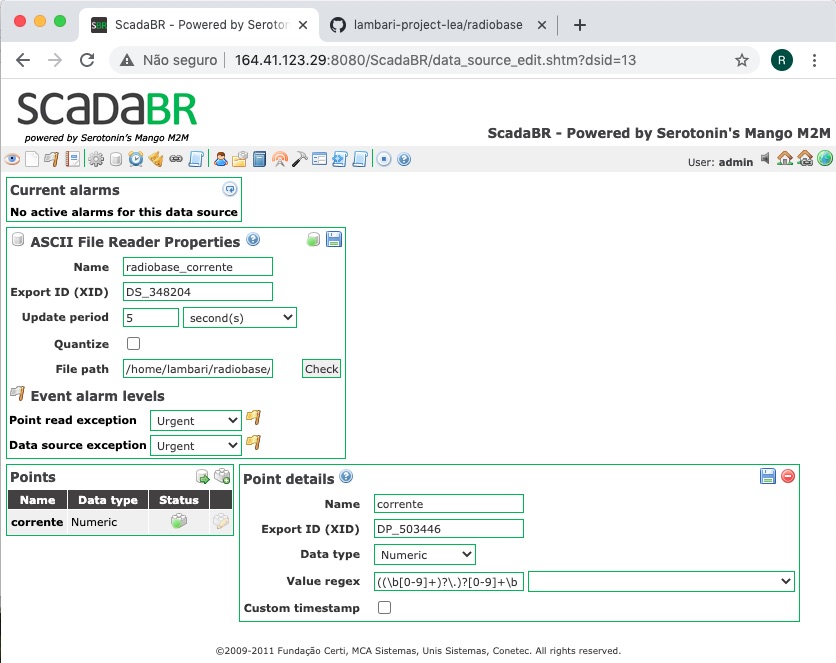 ScadaBR - Powered by Seroton
lambari-project-lea/radiobase
Não seguro
164.41.123.29:8080/ScadaBR/data_source_edit.shtm?dsid=13
R
SCADABR
powered by Serotonin's Mango M2M
ScadaBR - Powered by Serotonin's Mango M2M
User: admin
Current alarms
No active alarms for this data source
ASCII File Reader Properties
Name radiobase_corrente
Export ID (XID) DS_348204
Update period 5 second(s)
Quantize
File path /home/lambari/radiobase/ Check
Event alarm levels
Point read exception Urgent
Data source exception Urgent
Points
Name Data type Status
corrente Numeric
Point details
Name corrente
Export ID (XID) DP_503446
Data type Numeric
Value regex ((\b[0-9]+)?\.)?[0-9]+\b
Custom timestamp
©2009-2011 Fundação Certi, MCA Sistemas, Unis Sistemas, Conetec. All rights reserved.